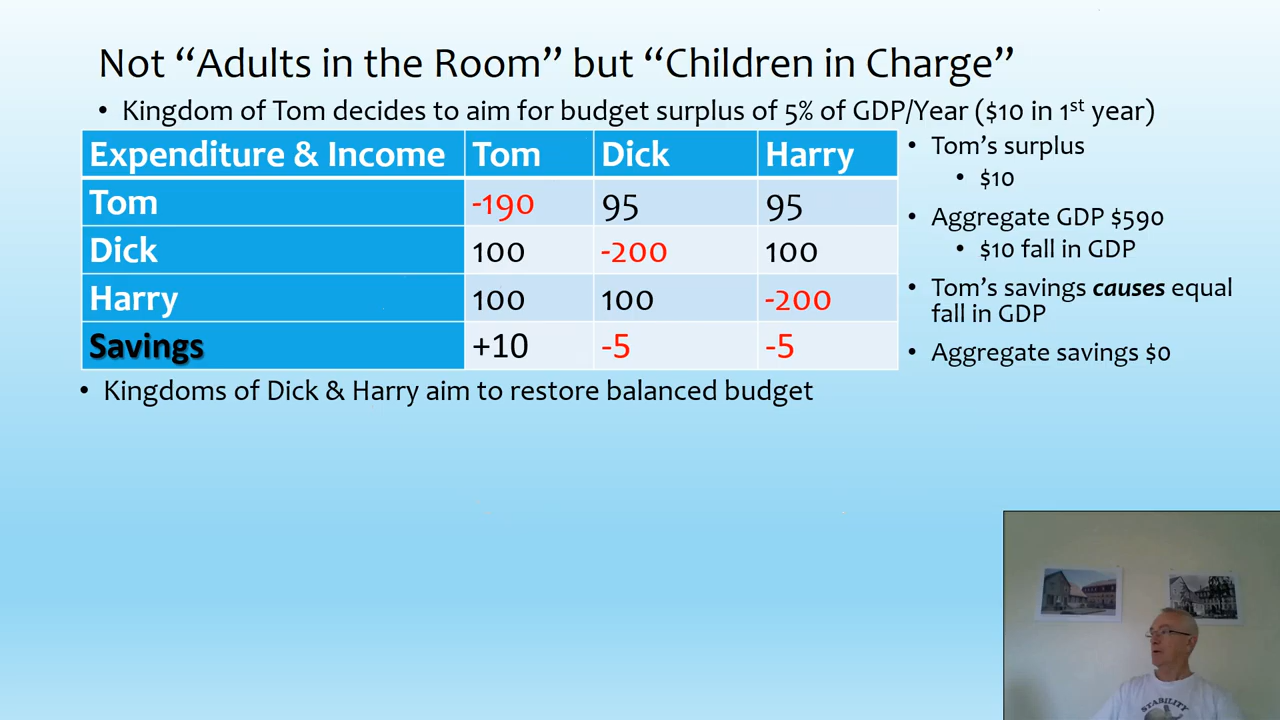 Not “Adults in the Room” but “Children in Charge”
• Kingdom of Tom decides to aim for budget surplus of 5% of GDP/Year ($10 in 1st year)
Expenditure & Income Tom Dick Harry
Tom -190 95 95
Dick 100 -200 100
Harry 100 100 -200
Savings +10 -5 -5
• Tom’s surplus
• $10
• Aggregate GDP $590
• $10 fall in GDP
• Tom’s savings causes equal
fall in GDP
• Aggregate savings $0
• Kingdoms of Dick & Harry aim to restore balanced budget
STABILITY